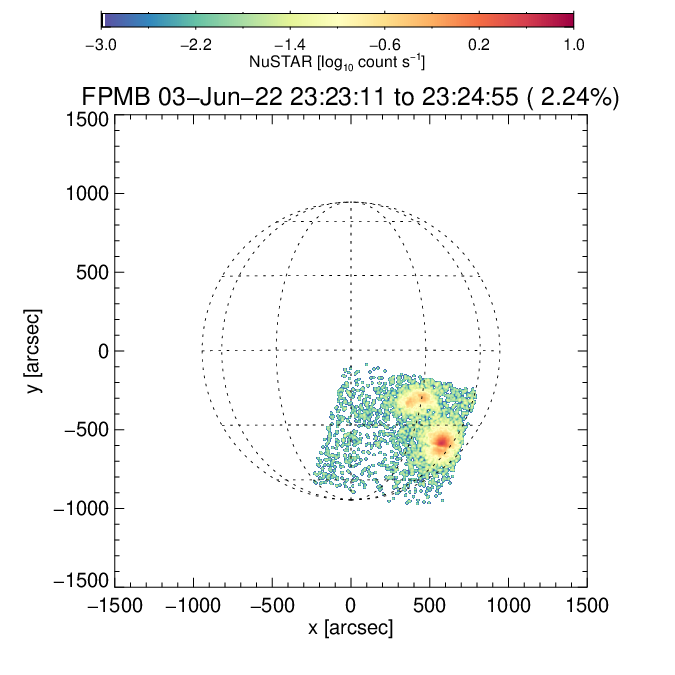 −3.0 −2.2 −1.4 −0.6 0.2 1.0
NuSTAR [log₁₀ count s⁻¹]
FPMB 03−Jun−22 23:23:11 to 23:24:55 ( 2.24%)
1500
1000
500
0
−500
−1000
−1500
y [arcsec]
−1500 −1000 −500 0 500 1000 1500
x [arcsec]